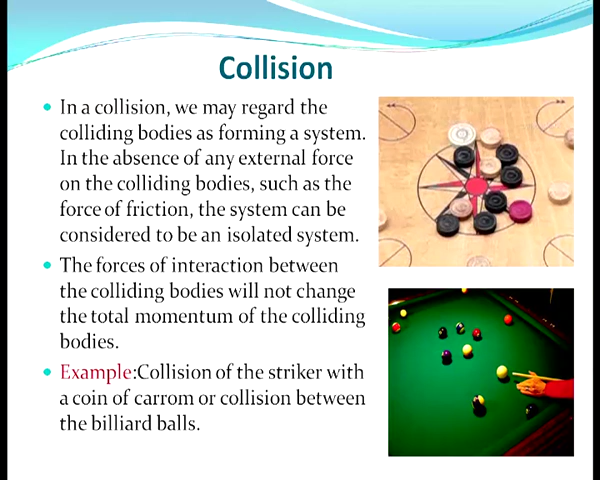 Collision
In a collision, we may regard the
colliding bodies as forming a system.
In the absence of any external force
on the colliding bodies, such as the
force of friction, the system can be
considered to be an isolated system.
The forces of interaction between
the colliding bodies will not change
the total momentum of the colliding
bodies.
Example:Collision of the striker with
a coin of carrom or collision between
the billiard balls.